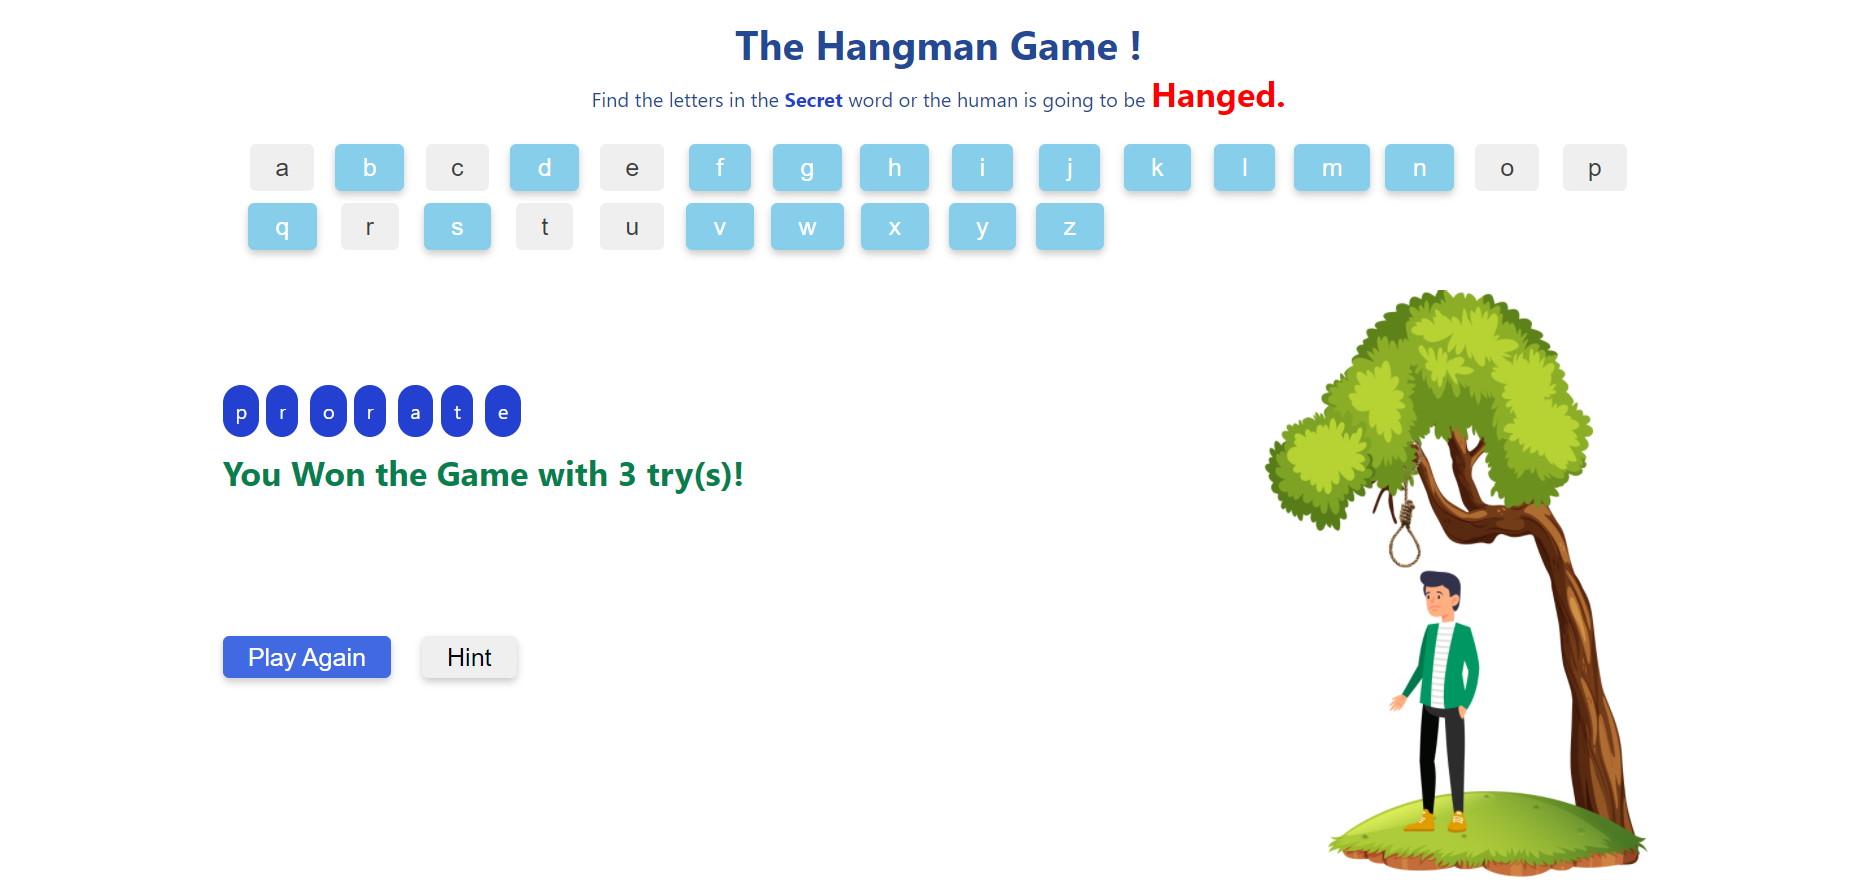 The Hangman Game !
Find the letters in the Secret word or the human is going to be Hanged.
a b c d e f g h i j k l m n o p
q r s t u v w x y z
p r o r a t e
You Won the Game with 3 try(s)!
Play Again Hint